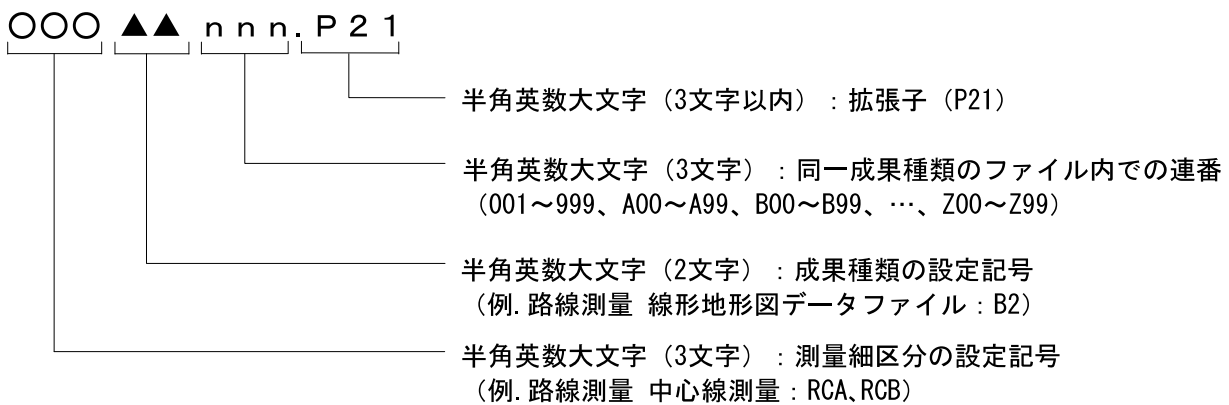 ○○○ ▲▲ ｎｎｎ.Ｐ２１
半角英数大文字（3文字以内）：拡張子（P21）
半角英数大文字（3文字）：同一成果種類のファイル内での連番
（001～999、A00～A99、B00～B99、…、Z00～Z99）
半角英数大文字（2文字）：成果種類の設定記号
（例.路線測量 線形地形図データファイル：B2）
半角英数大文字（3文字）：測量細区分の設定記号
（例.路線測量 中心線測量：RCA、RCB）